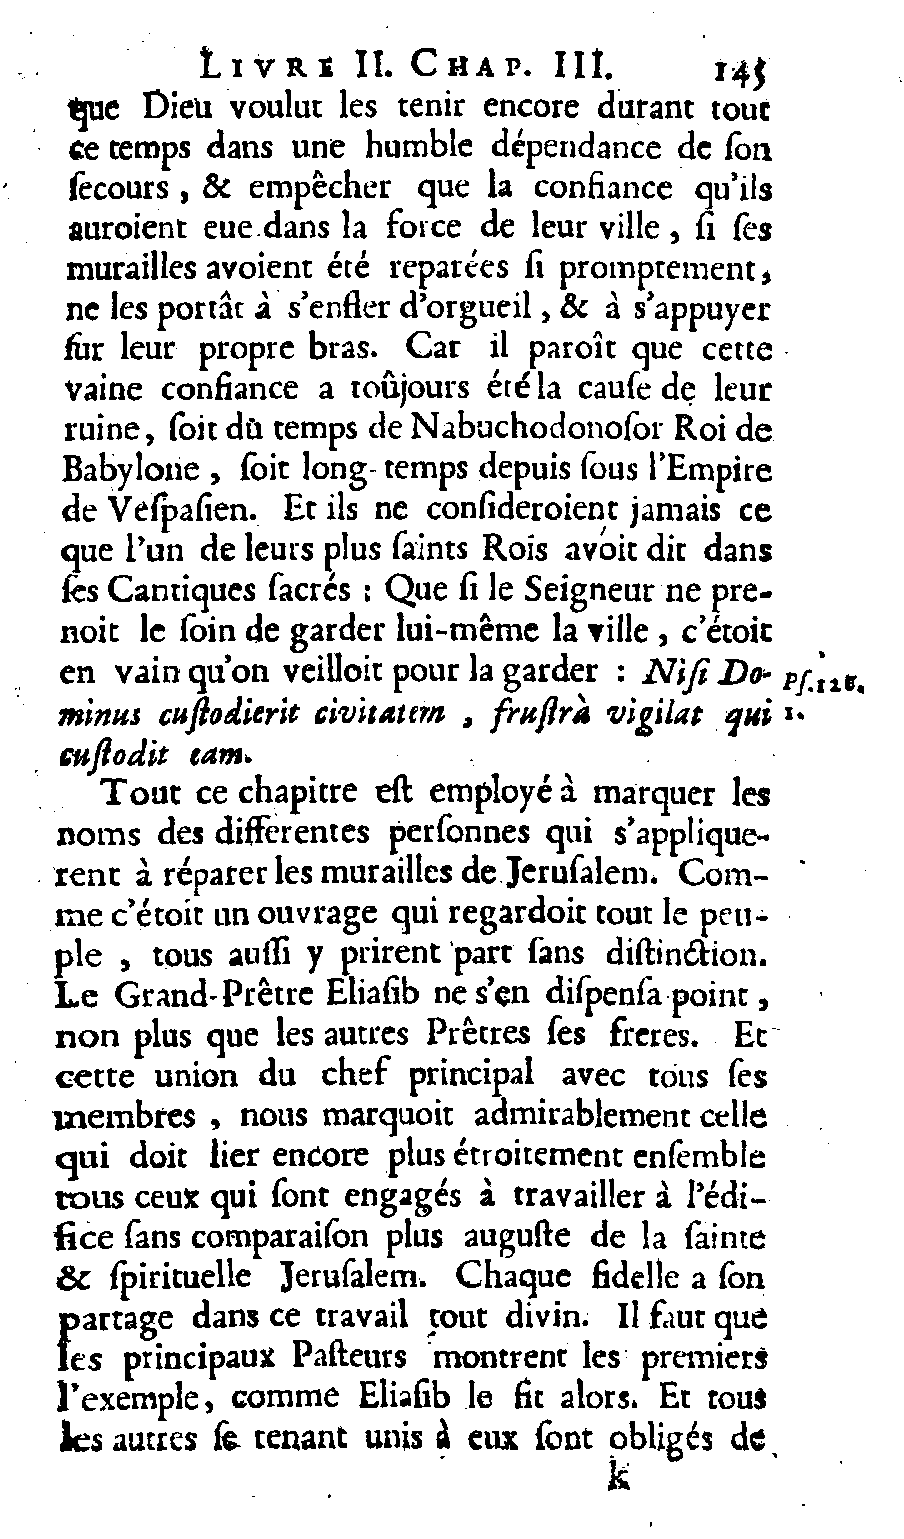 LIVRE II. CHAP. III. 145
que Dieu voulut les tenir encore durant tout
ce temps dans une humble dépendance de ſon
ſecours, & empêcher que la confiance qu'ils
auroient eue dans la force de leur ville, ſi ſes
murailles avoient été reparées ſi promptement,
ne les portât à s'enfler d'orgueil, & à s'appuyer
ſur leur propre bras. Car il paroît que cette
vaine confiance a toûjours été la cauſe de leur
ruine, ſoit dù temps de Nabuchodonoſor Roi de
Babylone, ſoit long-temps depuis ſous l'Empire
de Veſpaſien. Et ils ne conſideroient jamais ce
que l'un de leurs plus ſaints Rois avoit dit dans
ſes Cantiques ſacrés : Que ſi le Seigneur ne pre-
noit le ſoin de garder lui-même la ville, c'étoit
en vain qu'on veilloit pour la garder : Niſi Do- Pſ. 126.
minus cuſtodierit civitatem, fruſtrà vigilat qui 1.
cuſtodit eam.
Tout ce chapitre eſt employé à marquer les
noms des differentes perſonnes qui s'applique-
rent à réparer les murailles de Jeruſalem. Com-
me c'étoit un ouvrage qui regardoit tout le peu-
ple, tous auſſi y prirent part ſans diſtinction.
Le Grand-Prêtre Eliaſib ne s'en diſpenſa point,
non plus que les autres Prêtres ſes freres. Et
cette union du chef principal avec tous ſes
membres, nous marquoit admirablement celle
qui doit lier encore plus étroitement enſemble
tous ceux qui ſont engagés à travailler à l'édi-
fice ſans comparaiſon plus auguſte de la ſainte
& ſpirituelle Jeruſalem. Chaque fidelle a ſon
partage dans ce travail tout divin. Il faut que
les principaux Paſteurs montrent les premiers
l'exemple, comme Eliaſib le fit alors. Et tous
les autres ſe tenant unis à eux ſont obligés de
k